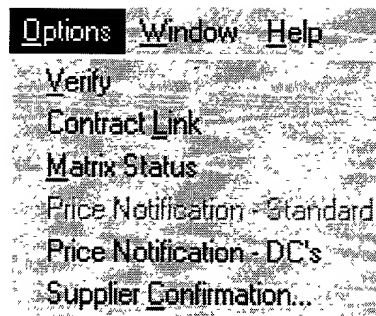 Options Window Help
Verify
Contract Link
Matrix Status
Price Notification - Standard
Price Notification - DC's
Supplier Confirmation...